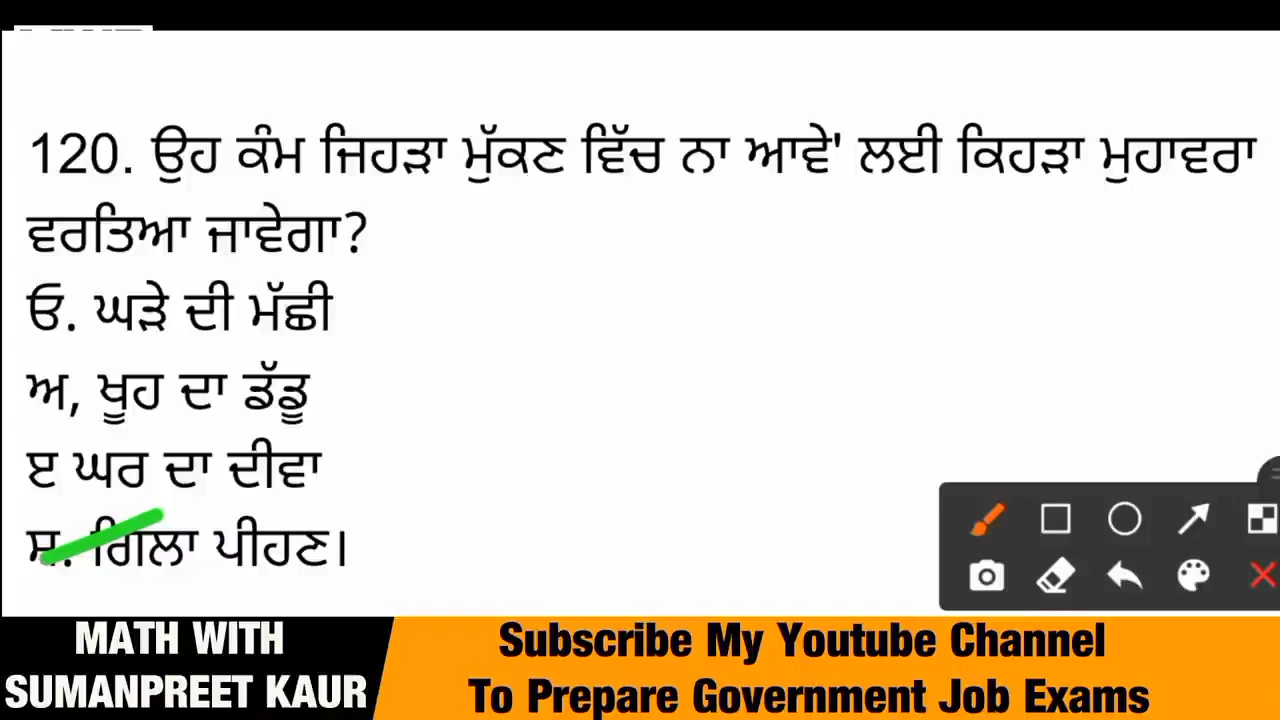 120. ਉਹ ਕੰਮ ਜਿਹੜਾ ਮੁੱਕਣ ਵਿੱਚ ਨਾ ਆਵੇ' ਲਈ ਕਿਹੜਾ ਮੁਹਾਵਰਾ
ਵਰਤਿਆ ਜਾਵੇਗਾ?
ਓ. ਘੜੇ ਦੀ ਮੱਛੀ
ਅ, ਖੂਹ ਦਾ ਡੱਡੂ
ੲ ਘਰ ਦਾ ਦੀਵਾ
ਸ. ਗਿਲਾ ਪੀਹਣ।
MATH WITH
SUMANPREET KAUR
Subscribe My Youtube Channel
To Prepare Government Job Exams